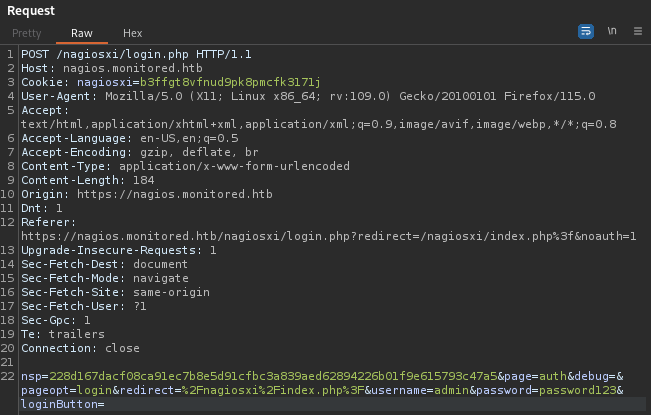 Request
Pretty Raw Hex \n
1 POST /nagiosxi/login.php HTTP/1.1
2 Host: nagios.monitored.htb
3 Cookie: nagiosxi=b3ffgt8vfnud9pk8pmcfk3171j
4 User-Agent: Mozilla/5.0 (X11; Linux x86_64; rv:109.0) Gecko/20100101 Firefox/115.0
5 Accept:
text/html,application/xhtml+xml,application/xml;q=0.9,image/avif,image/webp,*/*;q=0.8
6 Accept-Language: en-US,en;q=0.5
7 Accept-Encoding: gzip, deflate, br
8 Content-Type: application/x-www-form-urlencoded
9 Content-Length: 184
10 Origin: https://nagios.monitored.htb
11 Dnt: 1
12 Referer:
https://nagios.monitored.htb/nagiosxi/login.php?redirect=/nagiosxi/index.php%3f&noauth=1
13 Upgrade-Insecure-Requests: 1
14 Sec-Fetch-Dest: document
15 Sec-Fetch-Mode: navigate
16 Sec-Fetch-Site: same-origin
17 Sec-Fetch-User: ?1
18 Sec-Gpc: 1
19 Te: trailers
20 Connection: close
21
22 nsp=228d167dacf08ca91ec7b8e5d91cfbc3a839aed62894226b01f9e615793c47a5&page=auth&debug=&
pageopt=login&redirect=%2Fnagiosxi%2Findex.php%3F&username=admin&password=password123&
loginButton=